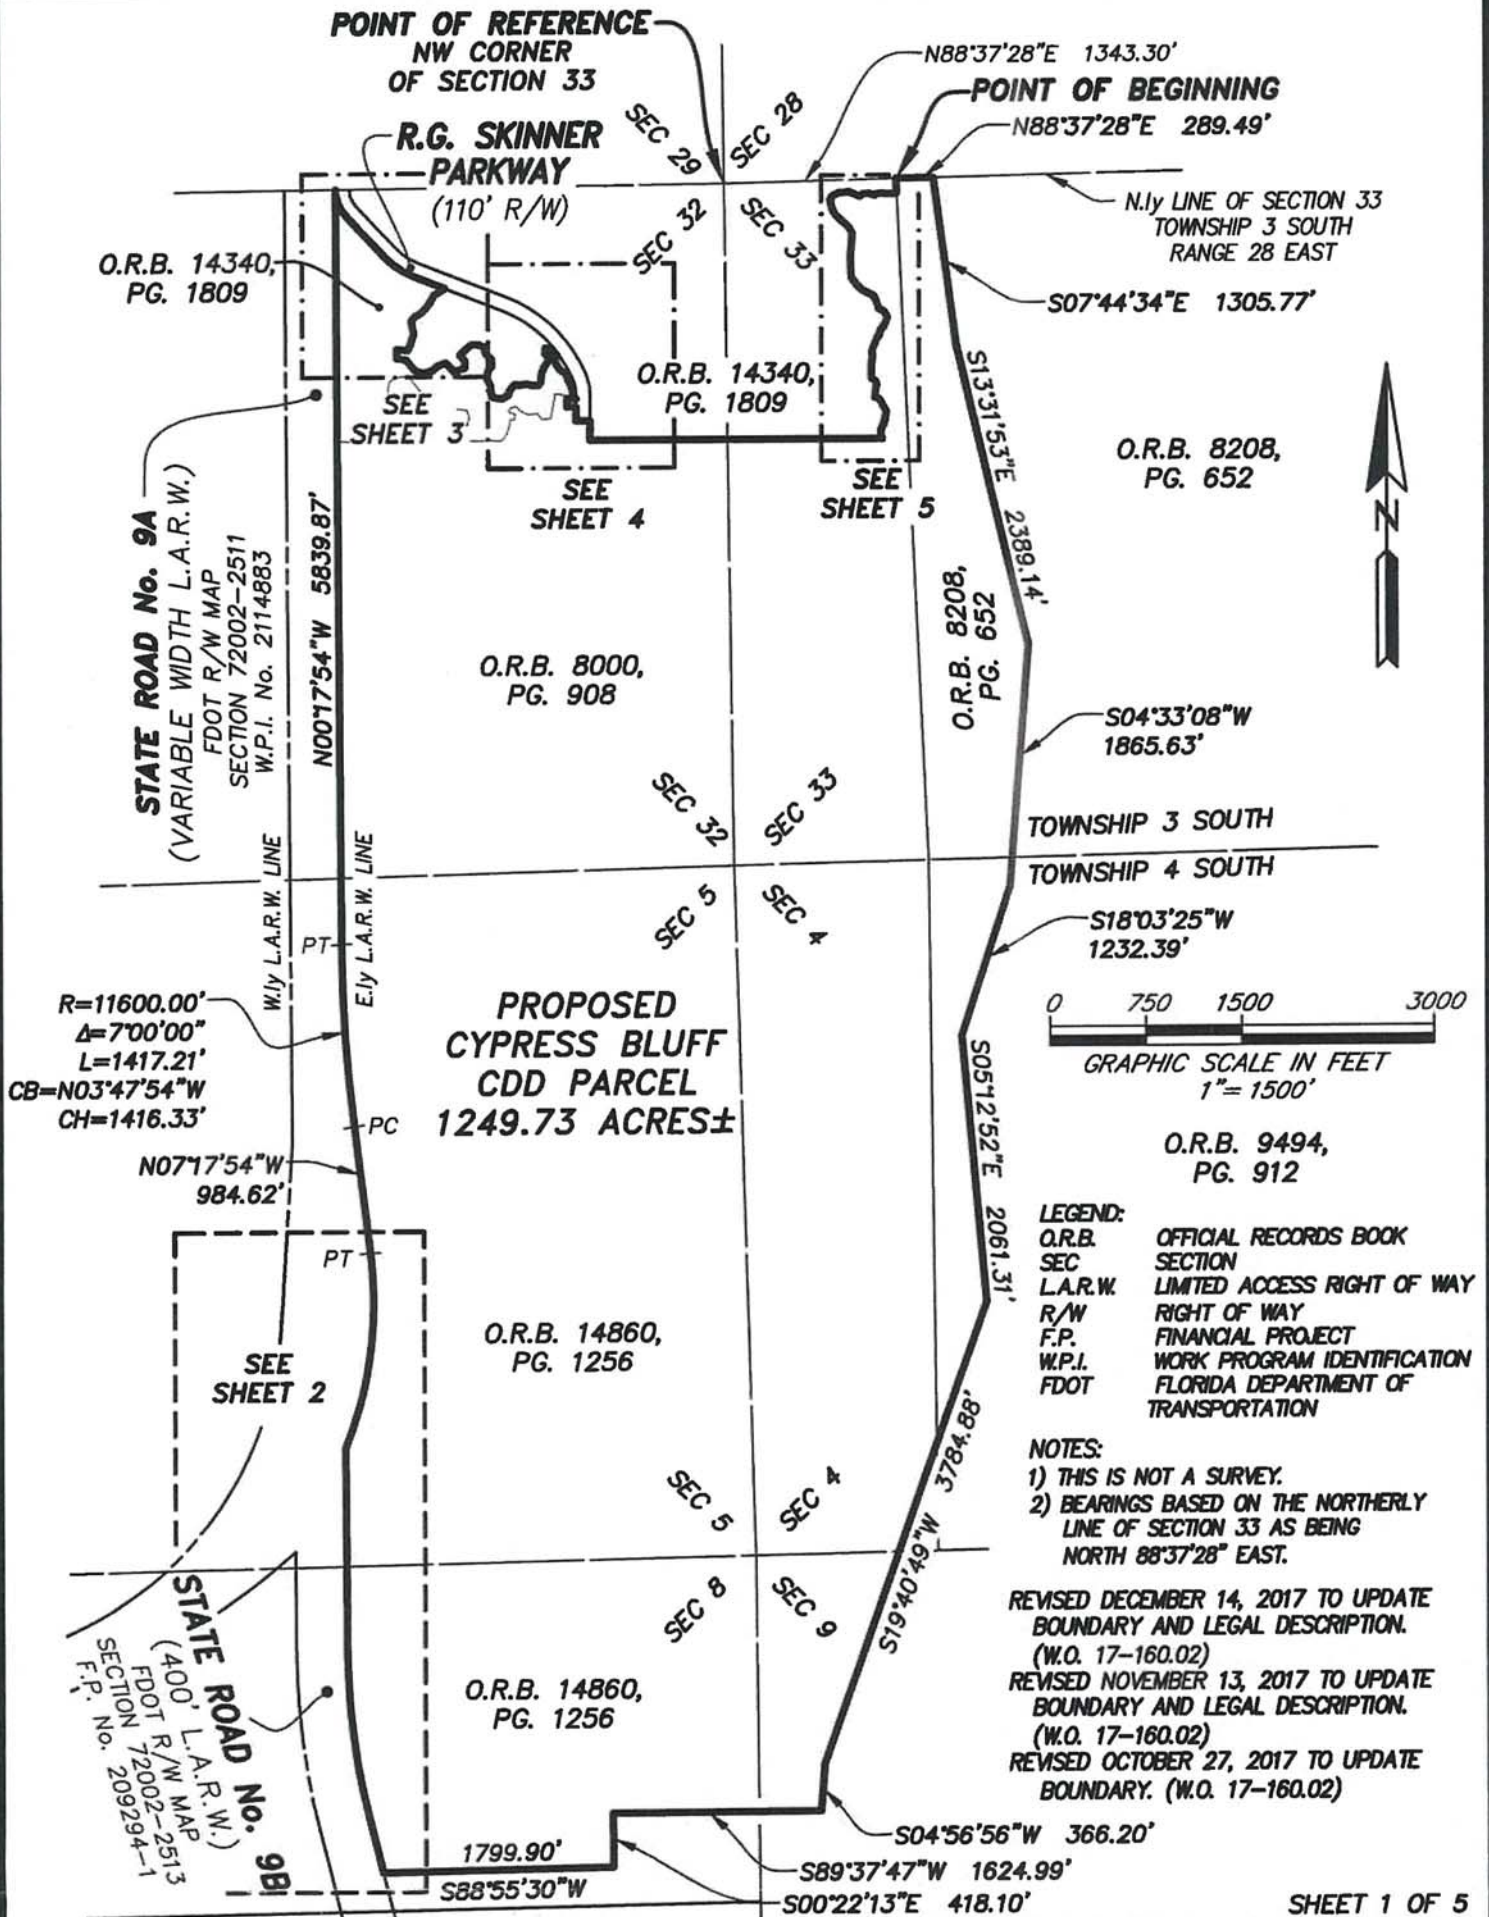 POINT OF REFERENCE
NW CORNER
OF SECTION 33
N88°37'28"E 1343.30'
POINT OF BEGINNING
N88°37'28"E 289.49'
R.G. SKINNER
PARKWAY
(110' R/W)
SEC 29
SEC 28
SEC 32
SEC 33
N.ly LINE OF SECTION 33
TOWNSHIP 3 SOUTH
RANGE 28 EAST
O.R.B. 14340,
PG. 1809
S07°44'34"E 1305.77'
O.R.B. 14340,
PG. 1809
S13°31'53"E 2389.14'
SEE
SHEET 3
SEE
SHEET 4
SEE
SHEET 5
O.R.B. 8208,
PG. 652
N
STATE ROAD No. 9A
(VARIABLE WIDTH L.A.R.W.)
FDOT R/W MAP
SECTION 72002-2511
W.P.I. No. 2114883
N00°17'54"W 5839.87'
O.R.B. 8000,
PG. 908
O.R.B. 8208,
PG. 652
S04°33'08"W
1865.63'
SEC 32
SEC 33
TOWNSHIP 3 SOUTH
TOWNSHIP 4 SOUTH
SEC 5
SEC 4
W.ly L.A.R.W. LINE
E.ly L.A.R.W. LINE
PT
S18°03'25"W
1232.39'
R=11600.00'
Δ=7°00'00"
L=1417.21'
CB=N03°47'54"W
CH=1416.33'
PROPOSED
CYPRESS BLUFF
CDD PARCEL
1249.73 ACRES±
0 750 1500 3000
GRAPHIC SCALE IN FEET
1"= 1500'
PC
N07°17'54"W
984.62'
S05°12'52"E 2061.31'
O.R.B. 9494,
PG. 912
PT
LEGEND:
O.R.B. OFFICIAL RECORDS BOOK
SEC SECTION
L.A.R.W. LIMITED ACCESS RIGHT OF WAY
R/W RIGHT OF WAY
F.P. FINANCIAL PROJECT
W.P.I. WORK PROGRAM IDENTIFICATION
FDOT FLORIDA DEPARTMENT OF
TRANSPORTATION
SEE
SHEET 2
O.R.B. 14860,
PG. 1256
S19°40'49"W 3784.88'
SEC 5
SEC 4
SEC 8
SEC 9
NOTES:
1) THIS IS NOT A SURVEY.
2) BEARINGS BASED ON THE NORTHERLY
LINE OF SECTION 33 AS BEING
NORTH 88°37'28" EAST.
REVISED DECEMBER 14, 2017 TO UPDATE
BOUNDARY AND LEGAL DESCRIPTION.
(W.O. 17-160.02)
REVISED NOVEMBER 13, 2017 TO UPDATE
BOUNDARY AND LEGAL DESCRIPTION.
(W.O. 17-160.02)
REVISED OCTOBER 27, 2017 TO UPDATE
BOUNDARY. (W.O. 17-160.02)
STATE ROAD No. 9B
(400' L.A.R.W.)
FDOT R/W MAP
SECTION 72002-2513
F.P. No. 209294-1
O.R.B. 14860,
PG. 1256
S04°56'56"W 366.20'
1799.90'
S88°55'30"W
S89°37'47"W 1624.99'
S00°22'13"E 418.10'
SHEET 1 OF 5